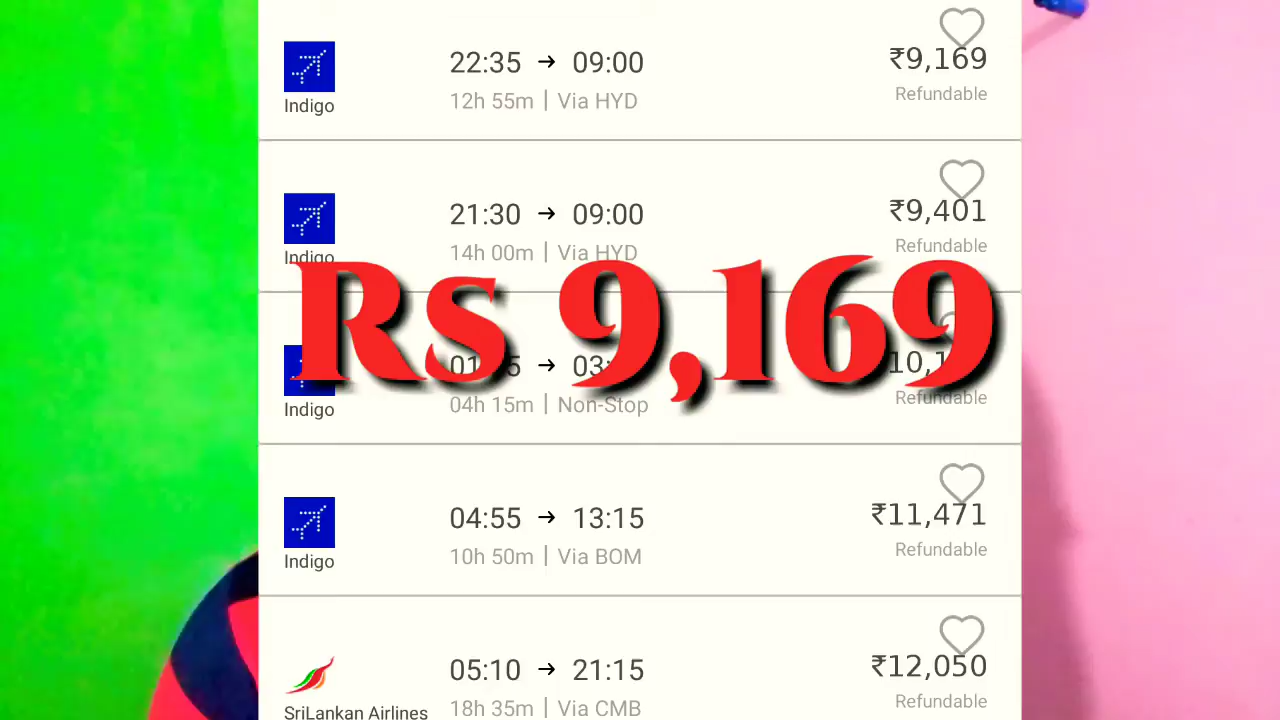 22:35 → 09:00
₹9,169
Indigo
12h 55m | Via HYD
Refundable
21:30 → 09:00
₹9,401
Indigo
14h 00m | Via HYD
Refundable
Rs 9,169
Indigo
04h 15m | Non-Stop
Refundable
04:55 → 13:15
₹11,471
Indigo
10h 50m | Via BOM
Refundable
05:10 → 21:15
₹12,050
SriLankan Airlines
18h 35m | Via CMB
Refundable